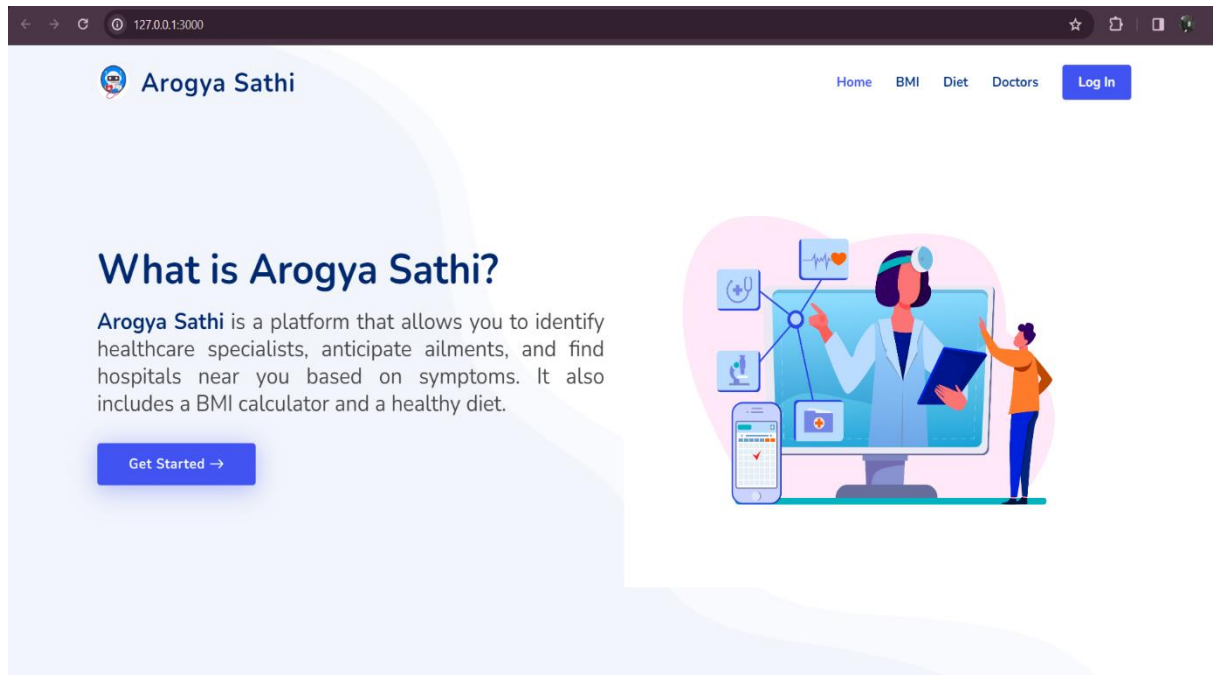 127.0.0.1:3000
Arogya Sathi
Home BMI Diet Doctors Log In
What is Arogya Sathi?
Arogya Sathi is a platform that allows you to identify
healthcare specialists, anticipate ailments, and find
hospitals near you based on symptoms. It also
includes a BMI calculator and a healthy diet.
Get Started →